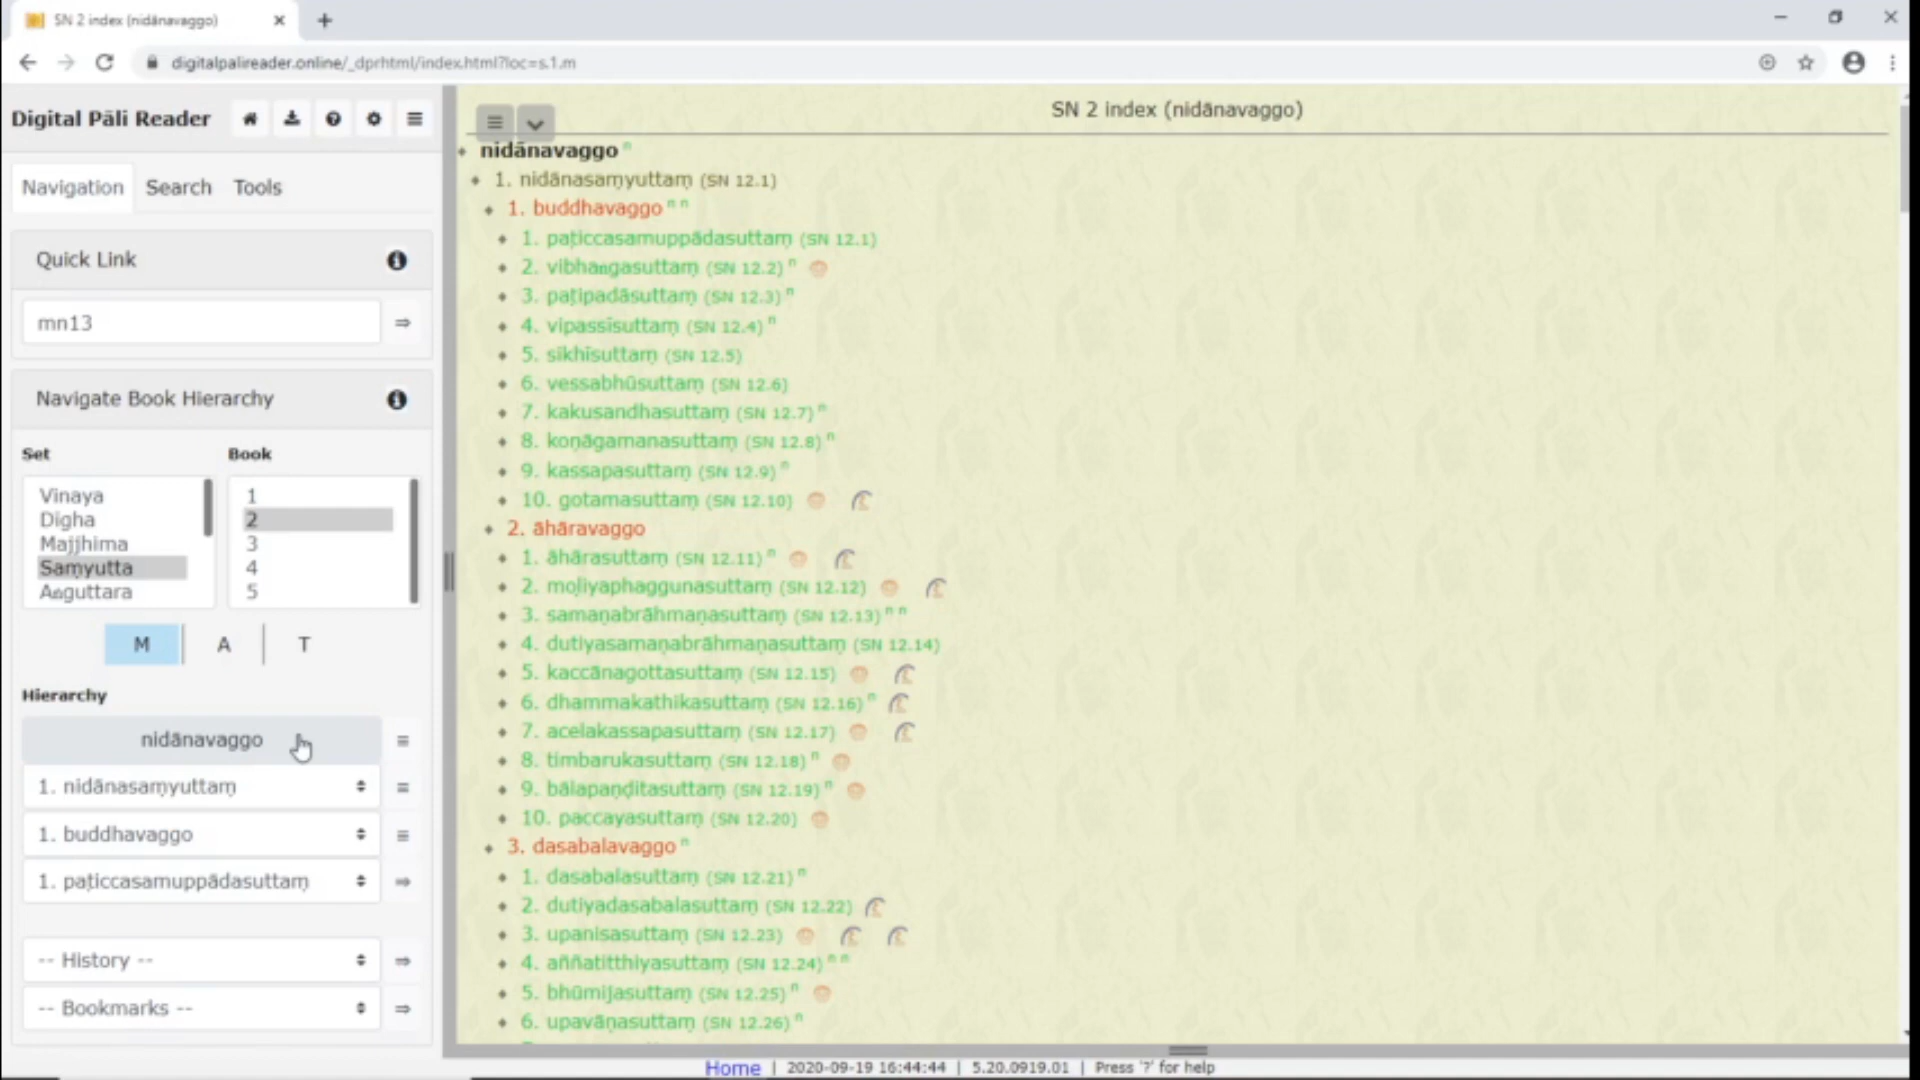 SN 2 index (nidānavaggo)
digitalpalireader.online/_dprhtml/index.html?loc=s.1.m
Digital Pāli Reader
Navigation Search Tools
Quick Link
mn13
Navigate Book Hierarchy
Set Book
Vinaya 1
Digha 2
Majjhima 3
Saṃyutta 4
Aṅguttara 5
M A T
Hierarchy
nidānavaggo
1. nidānasaṃyuttaṃ
1. buddhavaggo
1. paṭiccasamuppādasuttaṃ
-- History --
-- Bookmarks --
SN 2 index (nidānavaggo)
nidānavaggo n
1. nidānasaṃyuttaṃ (SN 12.1)
1. buddhavaggo n n
1. paṭiccasamuppādasuttaṃ (SN 12.1)
2. vibhaṅgasuttaṃ (SN 12.2) n
3. paṭipadāsuttaṃ (SN 12.3) n
4. vipassīsuttaṃ (SN 12.4) n
5. sikhīsuttaṃ (SN 12.5)
6. vessabhūsuttaṃ (SN 12.6)
7. kakusandhasuttaṃ (SN 12.7) n
8. koṇāgamanasuttaṃ (SN 12.8) n
9. kassapasuttaṃ (SN 12.9) n
10. gotamasuttaṃ (SN 12.10)
2. āhāravaggo
1. āhārasuttaṃ (SN 12.11) n
2. moḷiyaphaggunasuttaṃ (SN 12.12)
3. samaṇabrāhmaṇasuttaṃ (SN 12.13) n n
4. dutiyasamaṇabrāhmaṇasuttaṃ (SN 12.14)
5. kaccānagottasuttaṃ (SN 12.15)
6. dhammakathikasuttaṃ (SN 12.16) n
7. acelakassapasuttaṃ (SN 12.17)
8. timbarukasuttaṃ (SN 12.18) n
9. bālapaṇḍitasuttaṃ (SN 12.19) n
10. paccayasuttaṃ (SN 12.20)
3. dasabalavaggo n
1. dasabalasuttaṃ (SN 12.21) n
2. dutiyadasabalasuttaṃ (SN 12.22)
3. upanisasuttaṃ (SN 12.23)
4. aññatitthiyasuttaṃ (SN 12.24) n n
5. bhūmijasuttaṃ (SN 12.25) n
6. upavāṇasuttaṃ (SN 12.26) n
Home | 2020-09-19 16:44:44 | 5.20.0919.01 | Press '?' for help